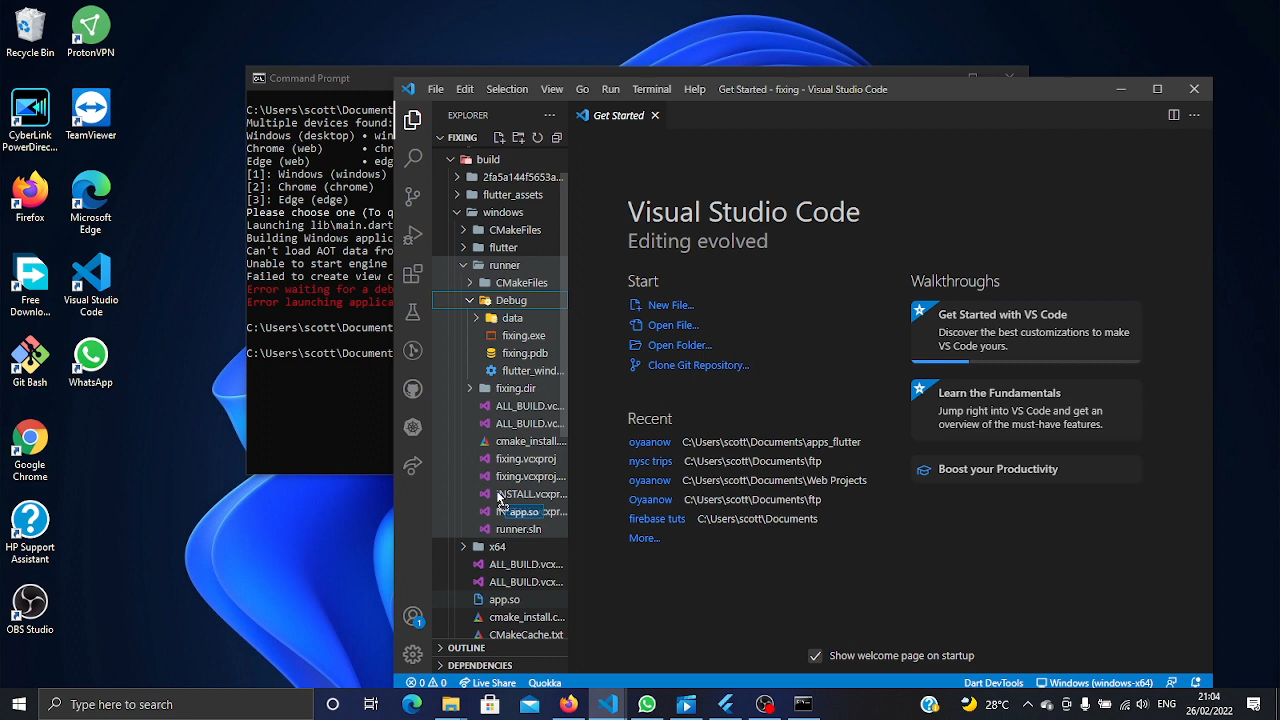 Recycle Bin
ProtonVPN
CyberLink
PowerDirec...
TeamViewer
Firefox
Microsoft
Edge
Free
Downlo...
Visual Studio
Code
Git Bash
WhatsApp
Google
Chrome
HP Support
Assistant
OBS Studio
Command Prompt
C:\Users\scott\Document
Multiple devices found:
Windows (desktop) • win
Chrome (web) • chr
Edge (web) • edg
[1]: Windows (windows)
[2]: Chrome (chrome)
[3]: Edge (edge)
Please choose one (To q
Launching lib\main.dart
Building Windows applic
Can't load AOT data fro
Unable to start engine
Failed to create view c
Error waiting for a deb
Error launching applica
C:\Users\scott\Document
C:\Users\scott\Document
File Edit Selection View Go Run Terminal Help Get Started - fixing - Visual Studio Code
EXPLORER
FIXING
build
2fa5a144f5653a...
flutter_assets
windows
CMakeFiles
flutter
runner
CMakeFiles
Debug
data
fixing.exe
fixing.pdb
flutter_wind...
fixing.dir
ALL_BUILD.vc...
ALL_BUILD.vc...
cmake_install....
fixing.vcxproj
fixing.vcxproj....
INSTALL.vcxpr...
app.so
runner.sln
x64
ALL_BUILD.vcx...
ALL_BUILD.vcx...
app.so
cmake_install.c...
CMakeCache.txt
OUTLINE
DEPENDENCIES
Get Started
Visual Studio Code
Editing evolved
Start
New File...
Open File...
Open Folder...
Clone Git Repository...
Recent
oyaanow C:\Users\scott\Documents\apps_flutter
nysc trips C:\Users\scott\Documents\ftp
oyaanow C:\Users\scott\Documents\Web Projects
Oyaanow C:\Users\scott\Documents\ftp
firebase tuts C:\Users\scott\Documents
More...
Walkthroughs
Get Started with VS Code
Discover the best customizations to make
VS Code yours.
Learn the Fundamentals
Jump right into VS Code and get an
overview of the must-have features.
Boost your Productivity
Show welcome page on startup
1
0 0 Live Share Quokka Dart DevTools Windows (windows-x64)
Type here to search
28°C
21:04
26/02/2022